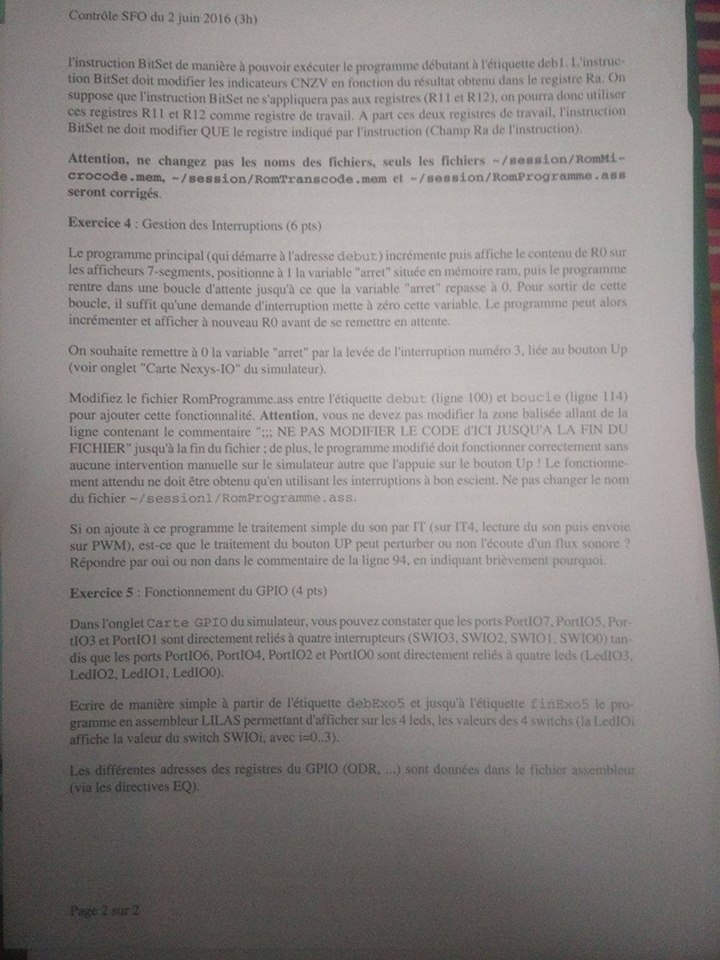 Contrôle SFO du 2 juin 2016 (3h)
l'instruction BitSet de manière à pouvoir exécuter le programme débutant à l'étiquette deb1. L'instruc-
tion BitSet doit modifier les indicateurs CNZV en fonction du résultat obtenu dans le registre Ra. On
suppose que l'instruction BitSet ne s'appliquera pas aux registres (R11 et R12), on pourra donc utiliser
ces registres R11 et R12 comme registre de travail. A part ces deux registres de travail, l'instruction
BitSet ne doit modifier QUE le registre indiqué par l'instruction (Champ Ra de l'instruction).
Attention, ne changez pas les noms des fichiers, seuls les fichiers ~/session/RomMi-
crocode.mem, ~/session/RomTranscode.mem et ~/session/RomProgramme.ass
seront corrigés.
Exercice 4 : Gestion des Interruptions (6 pts)
Le programme principal (qui démarre à l'adresse debut) incrémente puis affiche le contenu de R0 sur
les afficheurs 7-segments, positionne à 1 la variable "arret" située en mémoire ram, puis le programme
rentre dans une boucle d'attente jusqu'à ce que la variable "arret" repasse à 0. Pour sortir de cette
boucle, il suffit qu'une demande d'interruption mette à zéro cette variable. Le programme peut alors
incrémenter et afficher à nouveau R0 avant de se remettre en attente.
On souhaite remettre à 0 la variable "arret" par la levée de l'interruption numéro 3, liée au bouton Up
(voir onglet "Carte Nexys-IO" du simulateur).
Modifiez le fichier RomProgramme.ass entre l'étiquette debut (ligne 100) et boucle (ligne 114)
pour ajouter cette fonctionnalité. Attention, vous ne devez pas modifier la zone balisée allant de la
ligne contenant le commentaire ";;; NE PAS MODIFIER LE CODE d'ICI JUSQU'A LA FIN DU
FICHIER" jusqu'à la fin du fichier ; de plus, le programme modifié doit fonctionner correctement sans
aucune intervention manuelle sur le simulateur autre que l'appuie sur le bouton Up ! Le fonctionne-
ment attendu ne doit être obtenu qu'en utilisant les interruptions à bon escient. Ne pas changer le nom
du fichier ~/session1/RomProgramme.ass.
Si on ajoute à ce programme le traitement simple du son par IT (sur IT4, lecture du son puis envoie
sur PWM), est-ce que le traitement du bouton UP peut perturber ou non l'écoute d'un flux sonore ?
Répondre par oui ou non dans le commentaire de la ligne 94, en indiquant brièvement pourquoi.
Exercice 5 : Fonctionnement du GPIO (4 pts)
Dans l'onglet Carte GPIO du simulateur, vous pouvez constater que les ports PortIO7, PortIO5, Por-
tIO3 et PortIO1 sont directement reliés à quatre interrupteurs (SWIO3, SWIO2, SWIO1, SWIO0) tan-
dis que les ports PortIO6, PortIO4, PortIO2 et PortIO0 sont directement reliés à quatre leds (LedIO3,
LedIO2, LedIO1, LedIO0).
Ecrire de manière simple à partir de l'étiquette debExo5 et jusqu'à l'étiquette finExo5 le pro-
gramme en assembleur LILAS permettant d'afficher sur les 4 leds, les valeurs des 4 switchs (la LedIOi
affiche la valeur du switch SWIOi, avec i=0..3).
Les différentes adresses des registres du GPIO (ODR, ...) sont données dans le fichier assembleur
(via les directives EQ).
Page 2 sur 2